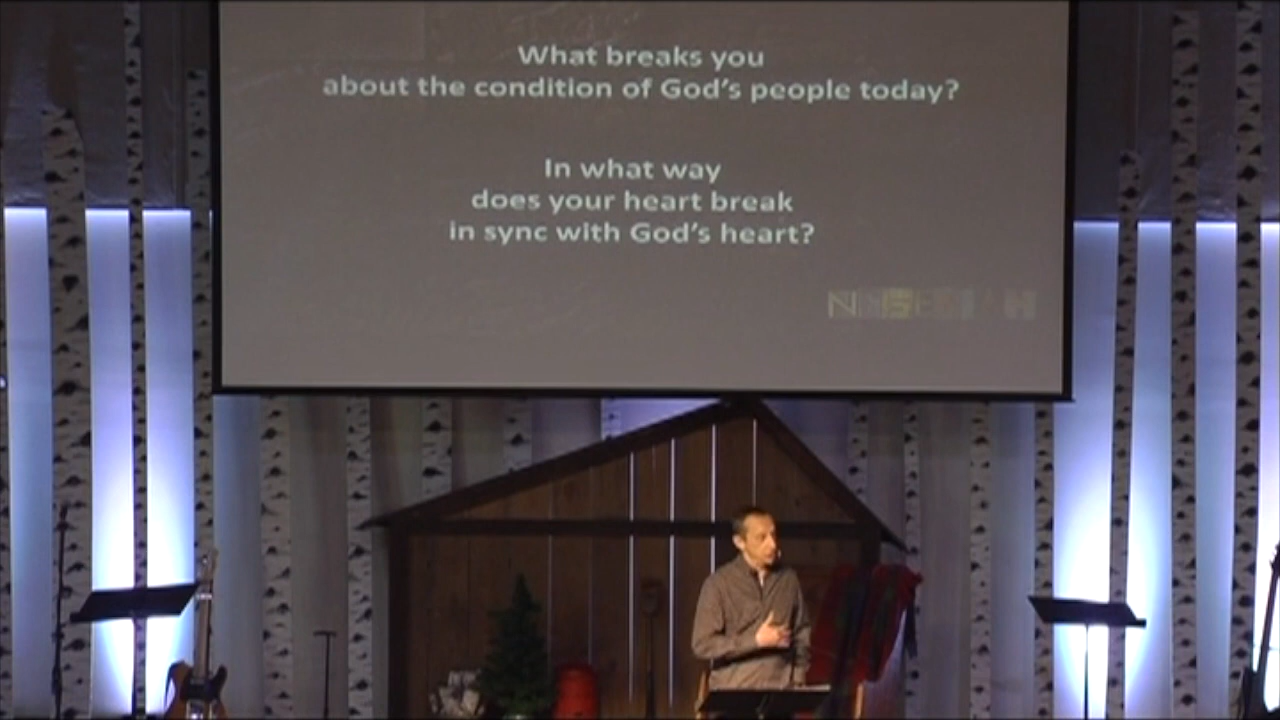 What breaks you
about the condition of God's people today?
In what way
does your heart break
in sync with God's heart?